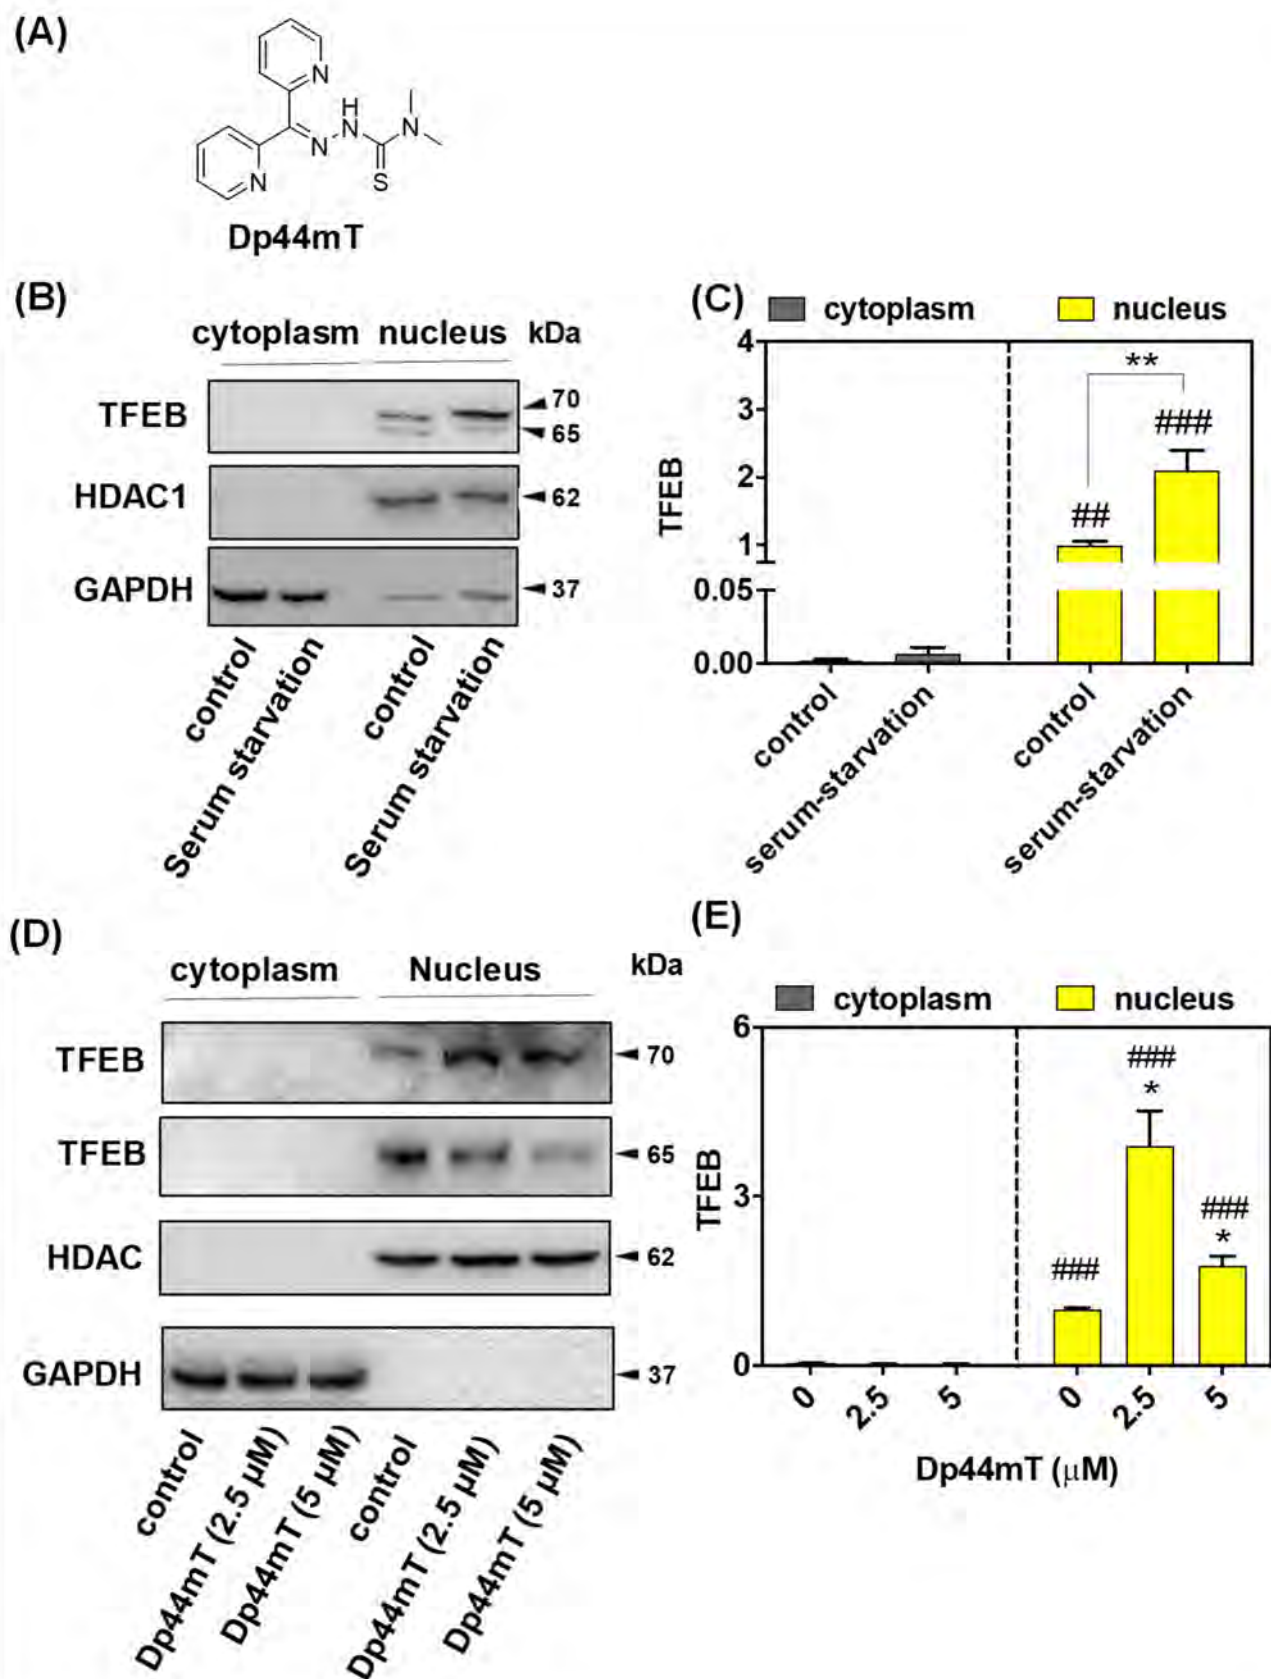 (A)
N
N
N
H
N
N
S
Dp44mT
(B)
cytoplasm nucleus kDa
TFEB
70
65
HDAC1
62
GAPDH
37
control
Serum starvation
control
Serum starvation
(C)
cytoplasm nucleus
TFEB
4
3
2
1
0.05
0.00
**
##
###
control
serum-starvation
control
serum-starvation
(D)
cytoplasm Nucleus kDa
TFEB
70
TFEB
65
HDAC
62
GAPDH
37
control
Dp44mT (2.5 µM)
Dp44mT (5 µM)
control
Dp44mT (2.5 µM)
Dp44mT (5 µM)
(E)
cytoplasm nucleus
TFEB
6
3
0
###
###
*
###
*
0 2.5 5 0 2.5 5
Dp44mT (µM)